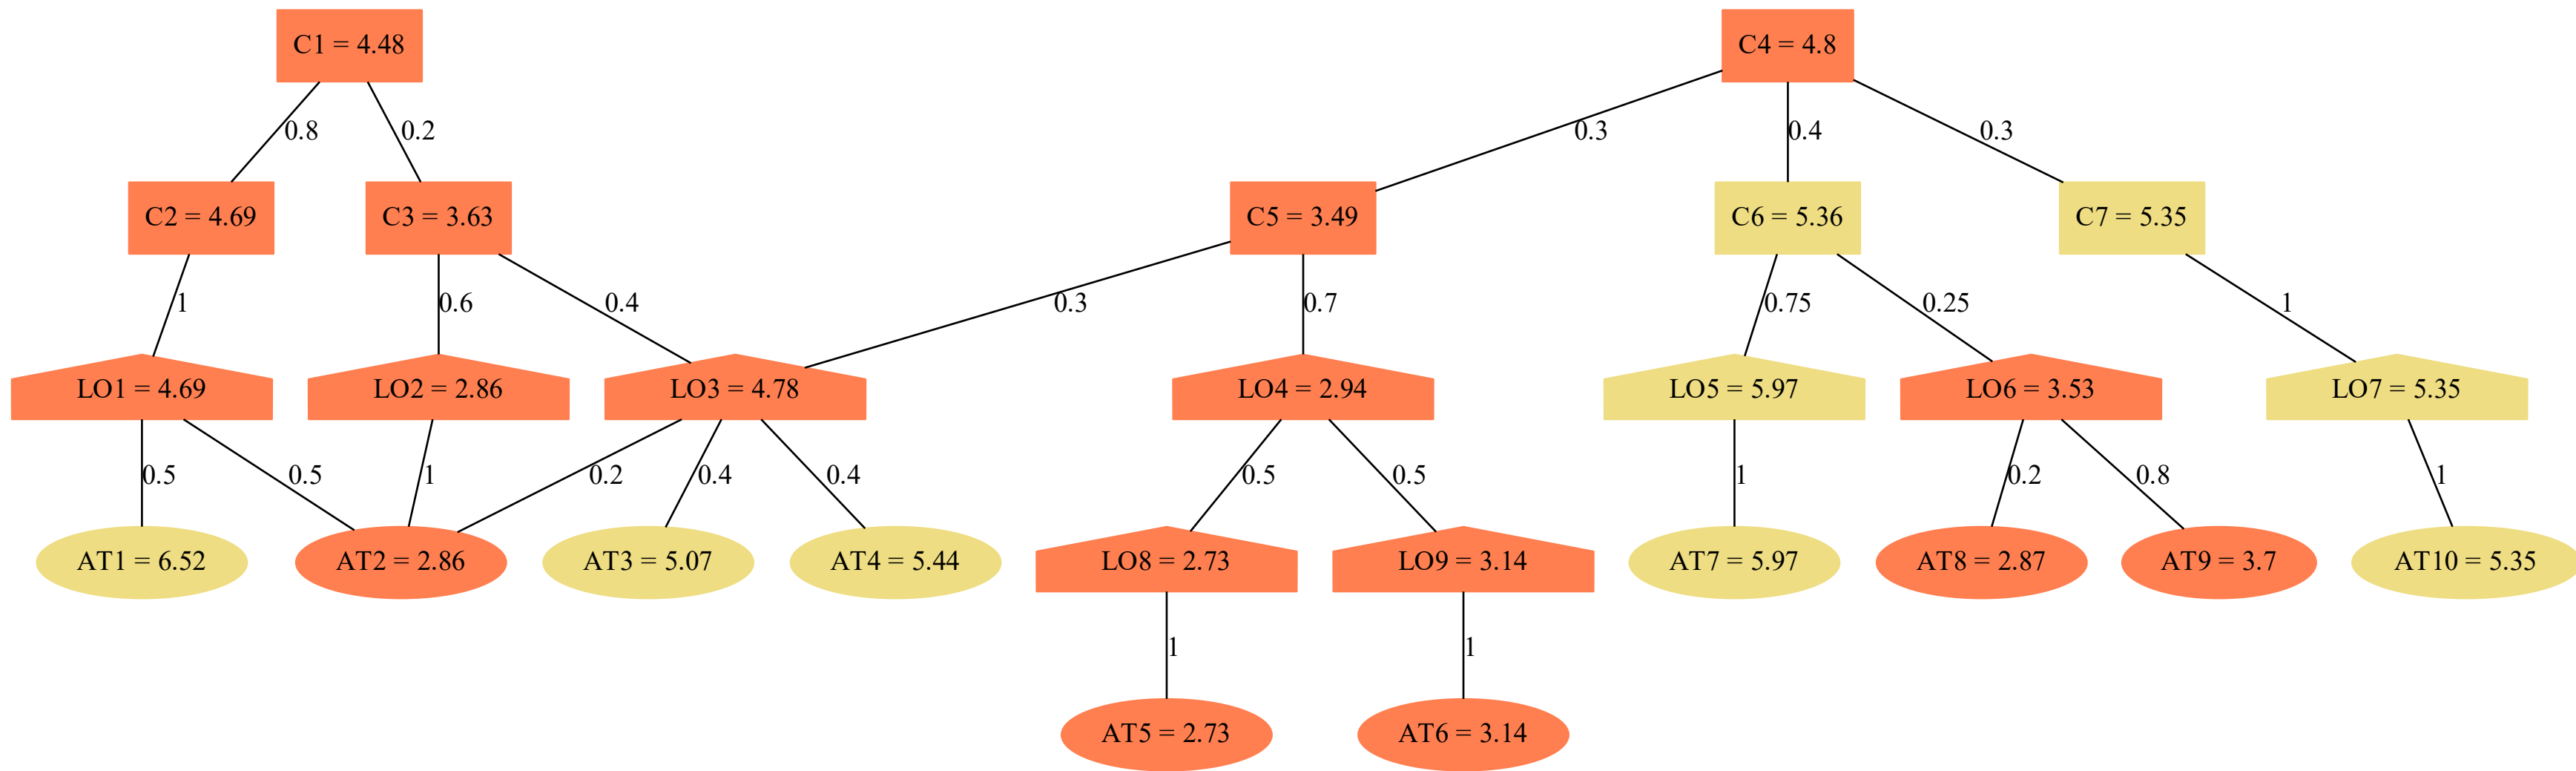 C1 = 4.48
C4 = 4.8
0.8
0.2
0.3
0.4
0.3
C2 = 4.69
C3 = 3.63
C5 = 3.49
C6 = 5.36
C7 = 5.35
1
0.6
0.4
0.3
0.7
0.75
0.25
1
LO1 = 4.69
LO2 = 2.86
LO3 = 4.78
LO4 = 2.94
LO5 = 5.97
LO6 = 3.53
LO7 = 5.35
0.5
0.5
1
0.2
0.4
0.4
0.5
0.5
1
0.2
0.8
1
AT1 = 6.52
AT2 = 2.86
AT3 = 5.07
AT4 = 5.44
LO8 = 2.73
LO9 = 3.14
AT7 = 5.97
AT8 = 2.87
AT9 = 3.7
AT10 = 5.35
1
1
AT5 = 2.73
AT6 = 3.14